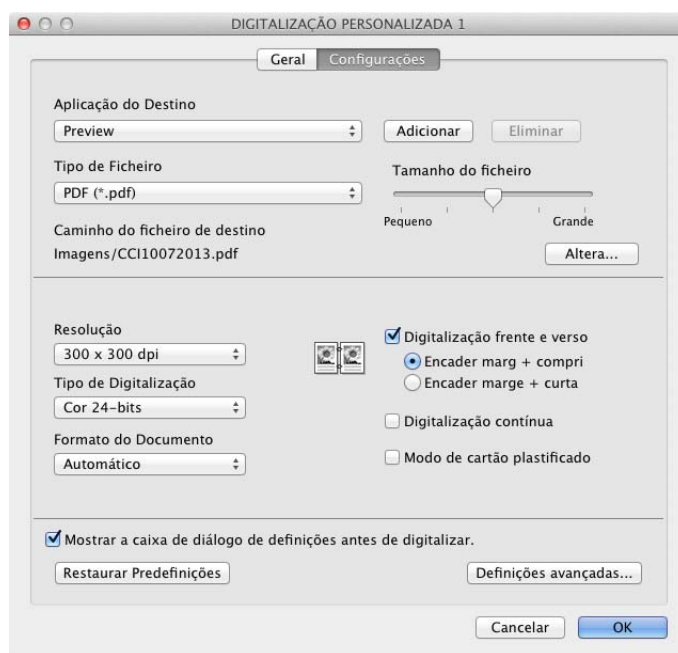 DIGITALIZAÇÃO PERSONALIZADA 1
Geral Configurações
Aplicação do Destino
Preview Adicionar Eliminar
Tipo de Ficheiro Tamanho do ficheiro
PDF (*.pdf)
Pequeno Grande
Caminho do ficheiro de destino
Imagens/CCI10072013.pdf Altera...
Resolução Digitalização frente e verso
300 x 300 dpi Encader marg + compri
Tipo de Digitalização Encader marge + curta
Cor 24-bits
Digitalização contínua
Formato do Documento
Automático Modo de cartão plastificado
Mostrar a caixa de diálogo de definições antes de digitalizar.
Restaurar Predefinições Definições avançadas...
Cancelar OK